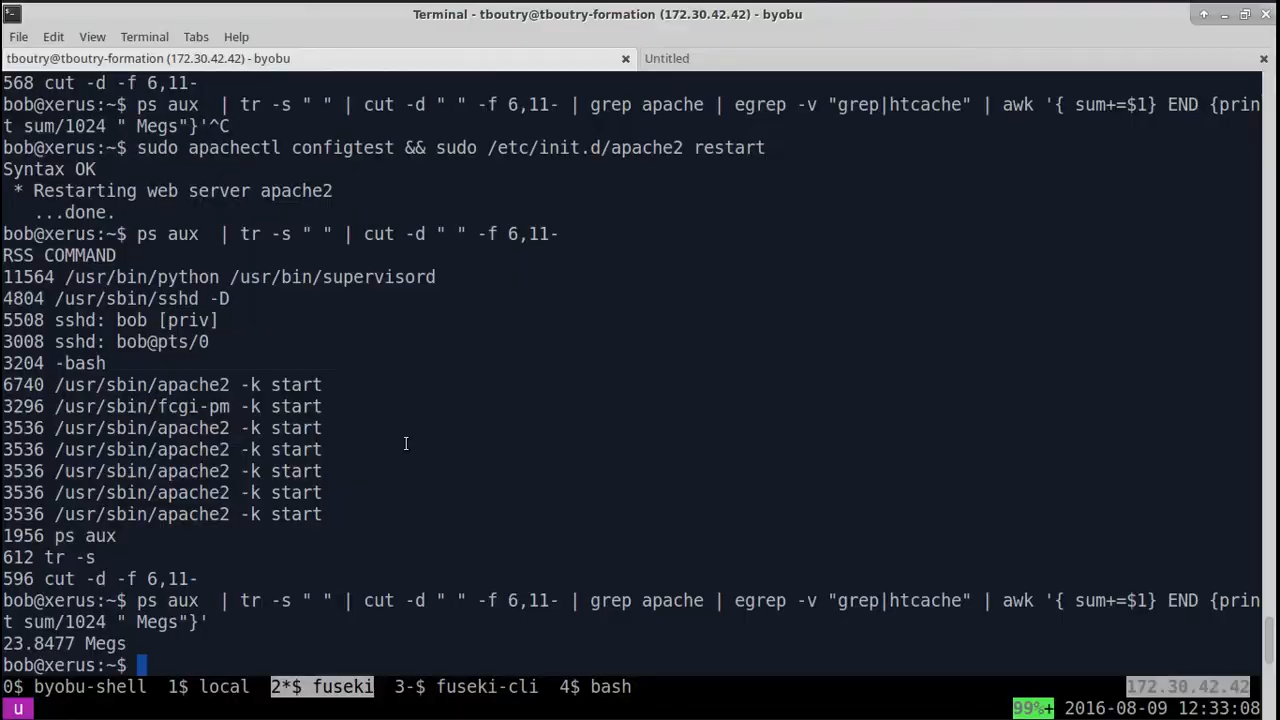 Terminal - tboutry@tboutry-formation (172.30.42.42) - byobu
File Edit View Terminal Tabs Help
tboutry@tboutry-formation (172.30.42.42) - byobu Untitled
568 cut -d -f 6,11-
bob@xerus:~$ ps aux  | tr -s " " | cut -d " " -f 6,11- | grep apache | egrep -v "grep|htcache" | awk '{ sum+=$1} END {prin
t sum/1024 " Megs"}'^C
bob@xerus:~$ sudo apachectl configtest && sudo /etc/init.d/apache2 restart
Syntax OK
 * Restarting web server apache2
   ...done.
bob@xerus:~$ ps aux  | tr -s " " | cut -d " " -f 6,11-
RSS COMMAND
11564 /usr/bin/python /usr/bin/supervisord
4804 /usr/sbin/sshd -D
5508 sshd: bob [priv]
3008 sshd: bob@pts/0
3204 -bash
6740 /usr/sbin/apache2 -k start
3296 /usr/sbin/fcgi-pm -k start
3536 /usr/sbin/apache2 -k start
3536 /usr/sbin/apache2 -k start
3536 /usr/sbin/apache2 -k start
3536 /usr/sbin/apache2 -k start
3536 /usr/sbin/apache2 -k start
1956 ps aux
612 tr -s
596 cut -d -f 6,11-
bob@xerus:~$ ps aux  | tr -s " " | cut -d " " -f 6,11- | grep apache | egrep -v "grep|htcache" | awk '{ sum+=$1} END {prin
t sum/1024 " Megs"}'
23.8477 Megs
bob@xerus:~$
0$ byobu-shell  1$ local  2*$ fuseki  3-$ fuseki-cli  4$ bash 172.30.42.42
u 99%+ 2016-08-09 12:33:08